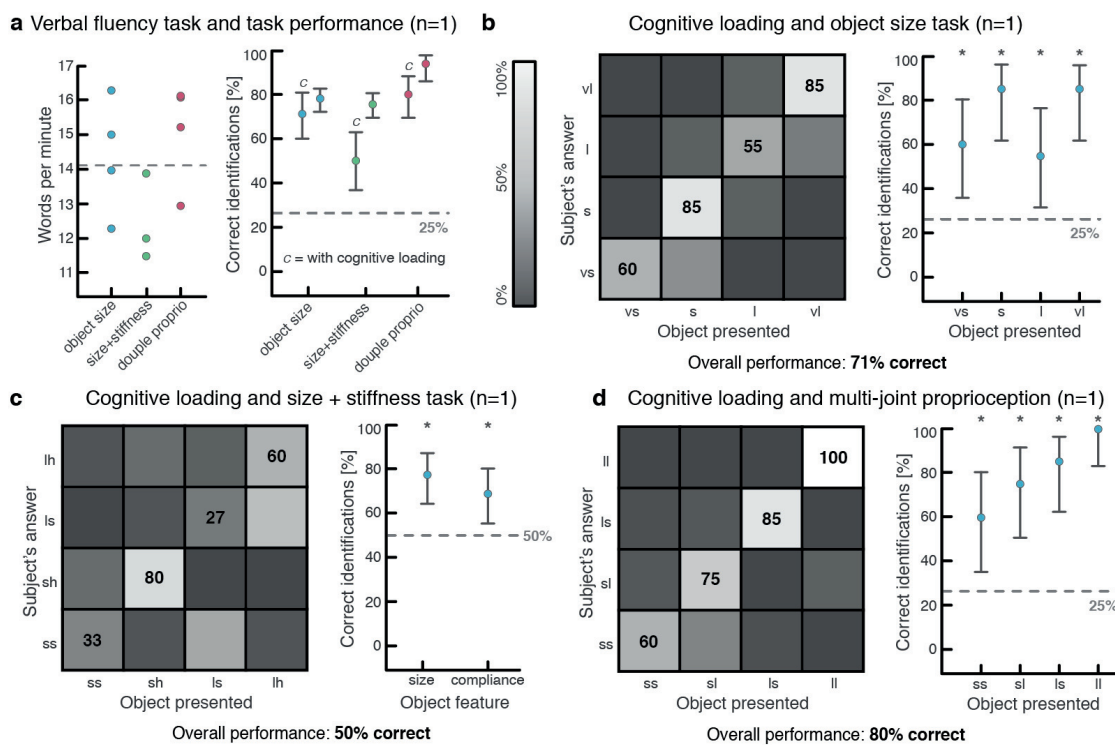 a Verbal fluency task and task performance (n=1)
17
16
15
14
13
12
11
Words per minute
object size
size+stiffness
douple proprio
100
80
60
40
20
0
Correct identifications [%]
c
c
c
25%
c = with cognitive loading
object size
size+stiffness
douple proprio
100%
50%
0%
b Cognitive loading and object size task (n=1)
Subject's answer
vl
l
s
vs
85
55
85
60
vs s l vl
Object presented
Correct identifications [%]
100
80
60
40
20
0
* * * *
25%
vs s l vl
Object presented
Overall performance: 71% correct
c Cognitive loading and size + stiffness task (n=1)
Subject's answer
lh
ls
sh
ss
60
27
80
33
ss sh ls lh
Object presented
Correct identifications [%]
100
80
60
40
20
0
* *
50%
size compliance
Object feature
Overall performance: 50% correct
d Cognitive loading and multi-joint proprioception (n=1)
Subject's answer
ll
ls
sl
ss
100
85
75
60
ss sl ls ll
Object presented
Correct identifications [%]
100
80
60
40
20
0
* * * *
25%
ss sl ls ll
Object presented
Overall performance: 80% correct